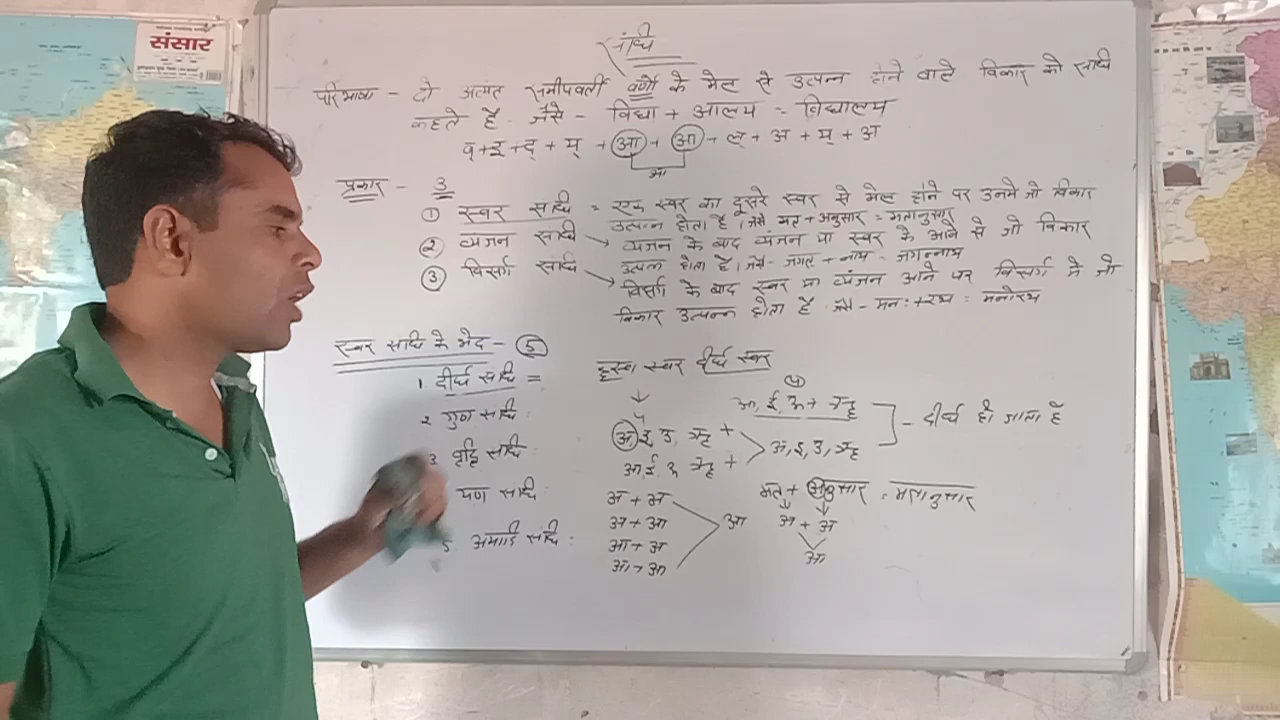 संसार
संधि
परिभाषा - दो अत्यंत समीपवर्ती वर्णो के मेल से उत्पन्न होने वाले विकार को संधि
कहते हैं जैसे - विद्या + आलय = विद्यालय
व्+इ+द्+य् + आ + आ + ल् + अ + य् + अ
आ
प्रकार - 3
① स्वर संधि = एक स्वर का दूसरे स्वर से मेल होने पर उनमे जो विकार
उत्पन्न होता है। जैसे मत + अनुसार = मतानुसार
② व्यंजन संधि → व्यंजन के बाद व्यंजन या स्वर के आने से जो विकार
उत्पन्न होता है। जैसे- जगत + नाथ = जगन्नाथ
③ विसर्ग संधि → विसर्ग के बाद स्वर या व्यंजन आने पर विसर्ग मे जो
विकार उत्पन्न होता है जैसे - मनः + रथ = मनोरथ
स्वर संधि के भेद - ⑤
1 दीर्घ संधि = ह्रस्व स्वर दीर्घ स्वर
2 गुण संधि
3 वृद्धि संधि
यण संधि
5 अयादि संधि :
↓
④
आ, ई, ऊ + ऋृ
अ, इ, उ, ऋ +
आ, ई, ऊ ऋृ +
अ, इ, उ, ऋ
- दीर्घ हो जाता है
अ + अ
अ + आ
आ + अ
आ + आ
आ
मत + अनुसार = मतानुसार
↓ ↓
अ + अ
आ